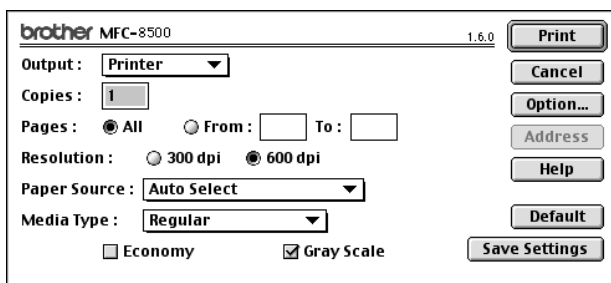 brother MFC-8500 1.6.0 Print
Output : Printer Cancel
Copies : 1 Option...
Pages : All From : To : Address
Resolution : 300 dpi 600 dpi Help
Paper Source : Auto Select
Media Type : Regular Default
Economy Gray Scale Save Settings